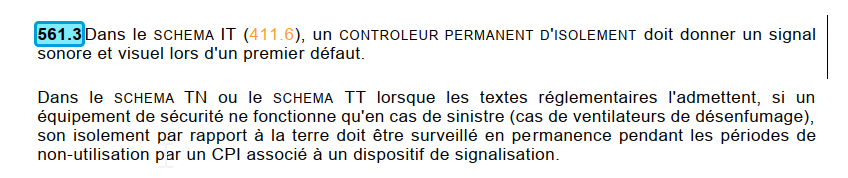 561.3 Dans le SCHEMA IT (411.6), un CONTROLEUR PERMANENT D'ISOLEMENT doit donner un signal
sonore et visuel lors d'un premier défaut.
Dans le SCHEMA TN ou le SCHEMA TT lorsque les textes réglementaires l'admettent, si un
équipement de sécurité ne fonctionne qu'en cas de sinistre (cas de ventilateurs de désenfumage),
son isolement par rapport à la terre doit être surveillé en permanence pendant les périodes de
non-utilisation par un CPI associé à un dispositif de signalisation.